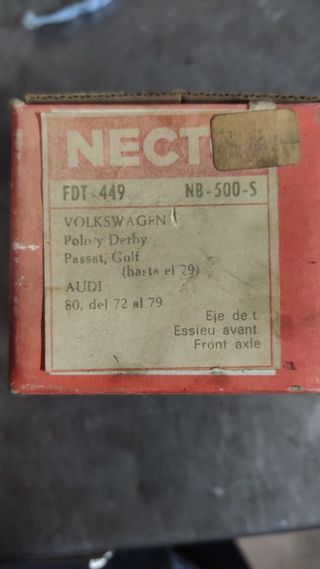 NECT
FDT-449 NB-500-S
VOLKSWAGEN
Polo y Derby
Passat, Golf
(hasta el 79)
AUDI
80, del 72 al 79
Eje de t
Essieu avant
Front axle